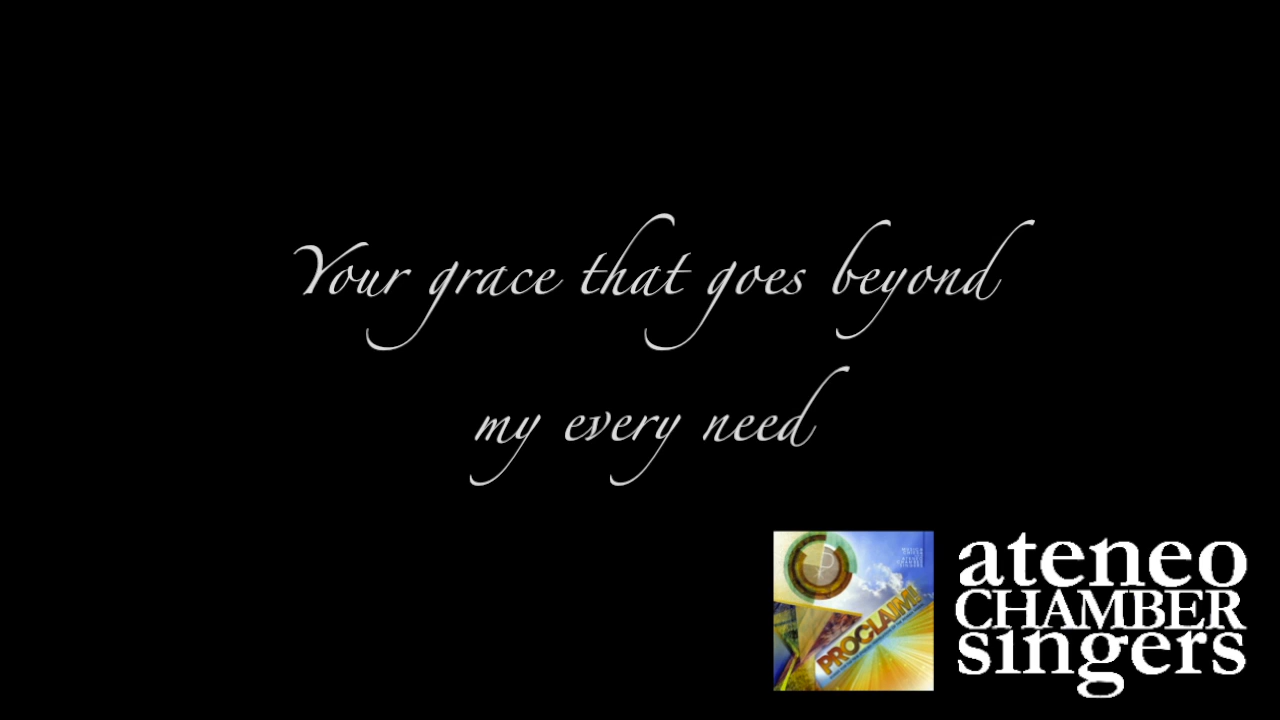 Your grace that goes beyond
my every need
PROCLAIM!
ateneo
CHAMBER
singers